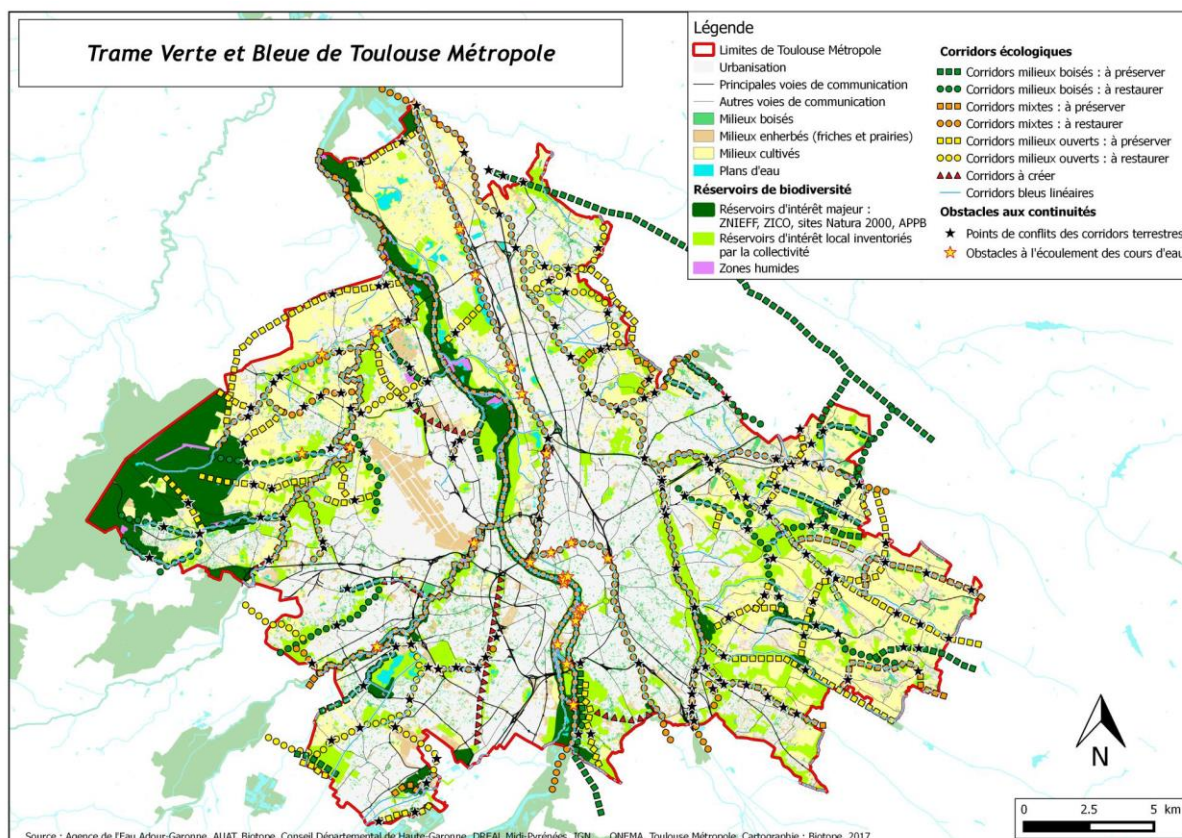 Trame Verte et Bleue de Toulouse Métropole
Légende
Limites de Toulouse Métropole
Urbanisation
Principales voies de communication
Autres voies de communication
Milieux boisés
Milieux enherbés (friches et prairies)
Milieux cultivés
Plans d'eau
Réservoirs de biodiversité
Réservoirs d'intérêt majeur :
ZNIEFF, ZICO, sites Natura 2000, APPB
Réservoirs d'intérêt local inventoriés
par la collectivité
Zones humides
Corridors écologiques
Corridors milieux boisés : à préserver
Corridors milieux boisés : à restaurer
Corridors mixtes : à préserver
Corridors mixtes : à restaurer
Corridors milieux ouverts : à préserver
Corridors milieux ouverts : à restaurer
Corridors à créer
Corridors bleus linéaires
Obstacles aux continuités
Points de conflits des corridors terrestres
Obstacles à l'écoulement des cours d'eau
N
0 2.5 5 km
Source : Agence de l'Eau Adour-Garonne, AUAT, Biotope, Conseil Départemental de Haute-Garonne, DREAL Midi-Pyrénées, IGN, ONEMA, Toulouse Métropole; Cartographie : Biotope, 2017